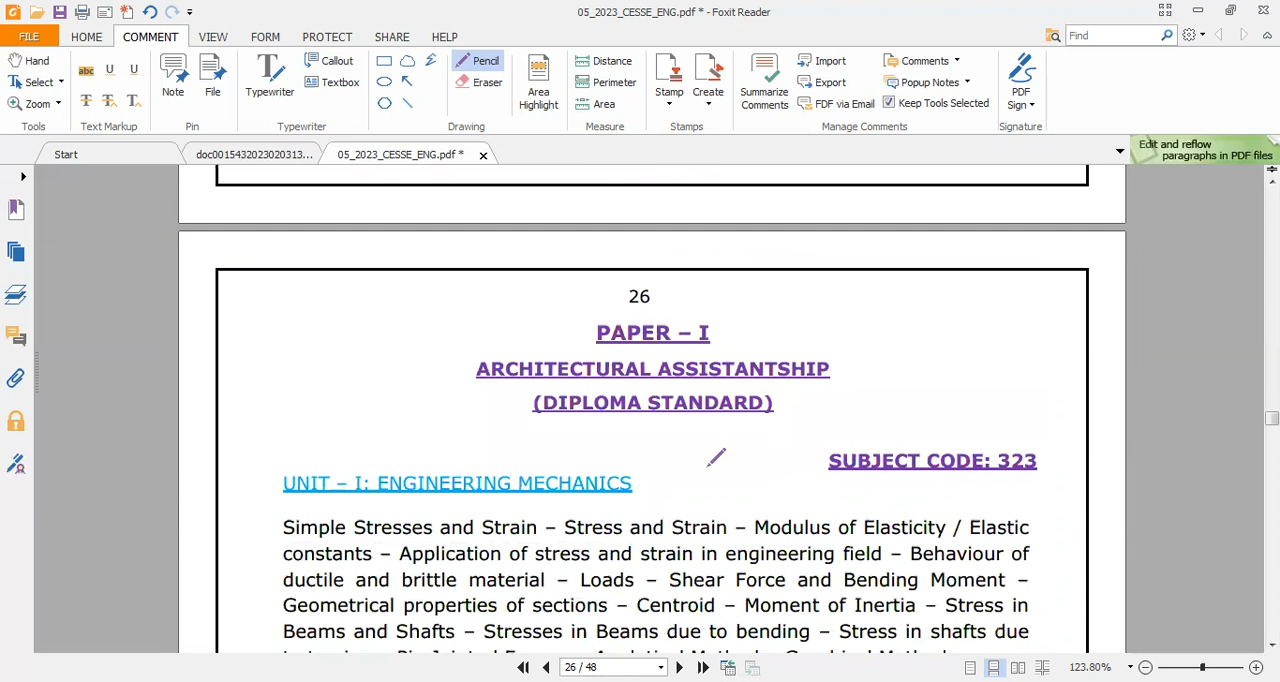 05_2023_CESSE_ENG.pdf * - Foxit Reader
FILE HOME COMMENT VIEW FORM PROTECT SHARE HELP
Find
Hand
Select
Zoom
Tools
abc U U
T T T
Text Markup
Note
File
Pin
Typewriter
Callout
Textbox
Typewriter
Pencil
Eraser
Drawing
Area
Highlight
Distance
Perimeter
Area
Measure
Stamp
Create
Stamps
Summarize
Comments
Import
Export
PDF via Email
Comments
Popup Notes
Keep Tools Selected
Manage Comments
PDF
Sign
Signature
Start
doc0015432023020313...
05_2023_CESSE_ENG.pdf *
Edit and reflow
paragraphs in PDF files
26
PAPER – I
ARCHITECTURAL ASSISTANTSHIP
(DIPLOMA STANDARD)
SUBJECT CODE: 323
UNIT – I: ENGINEERING MECHANICS
Simple Stresses and Strain – Stress and Strain – Modulus of Elasticity / Elastic
constants – Application of stress and strain in engineering field – Behaviour of
ductile and brittle material – Loads – Shear Force and Bending Moment –
Geometrical properties of sections – Centroid – Moment of Inertia – Stress in
Beams and Shafts – Stresses in Beams due to bending – Stress in shafts due
26 / 48
123.80%